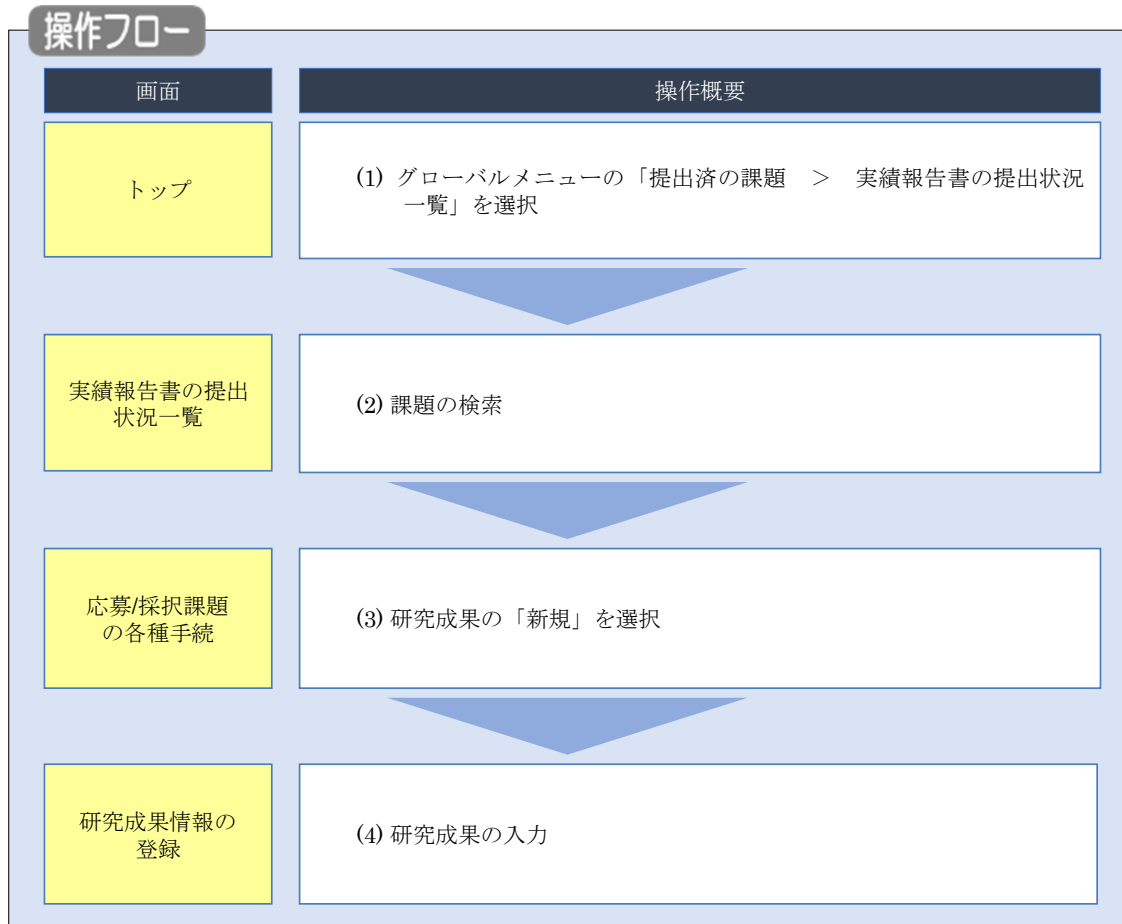 操作フロー
画面
操作概要
トップ
(1) グローバルメニューの「提出済の課題　>　実績報告書の提出状況
一覧」を選択
実績報告書の提出
状況一覧
(2) 課題の検索
応募/採択課題
の各種手続
(3) 研究成果の「新規」を選択
研究成果情報の
登録
(4) 研究成果の入力